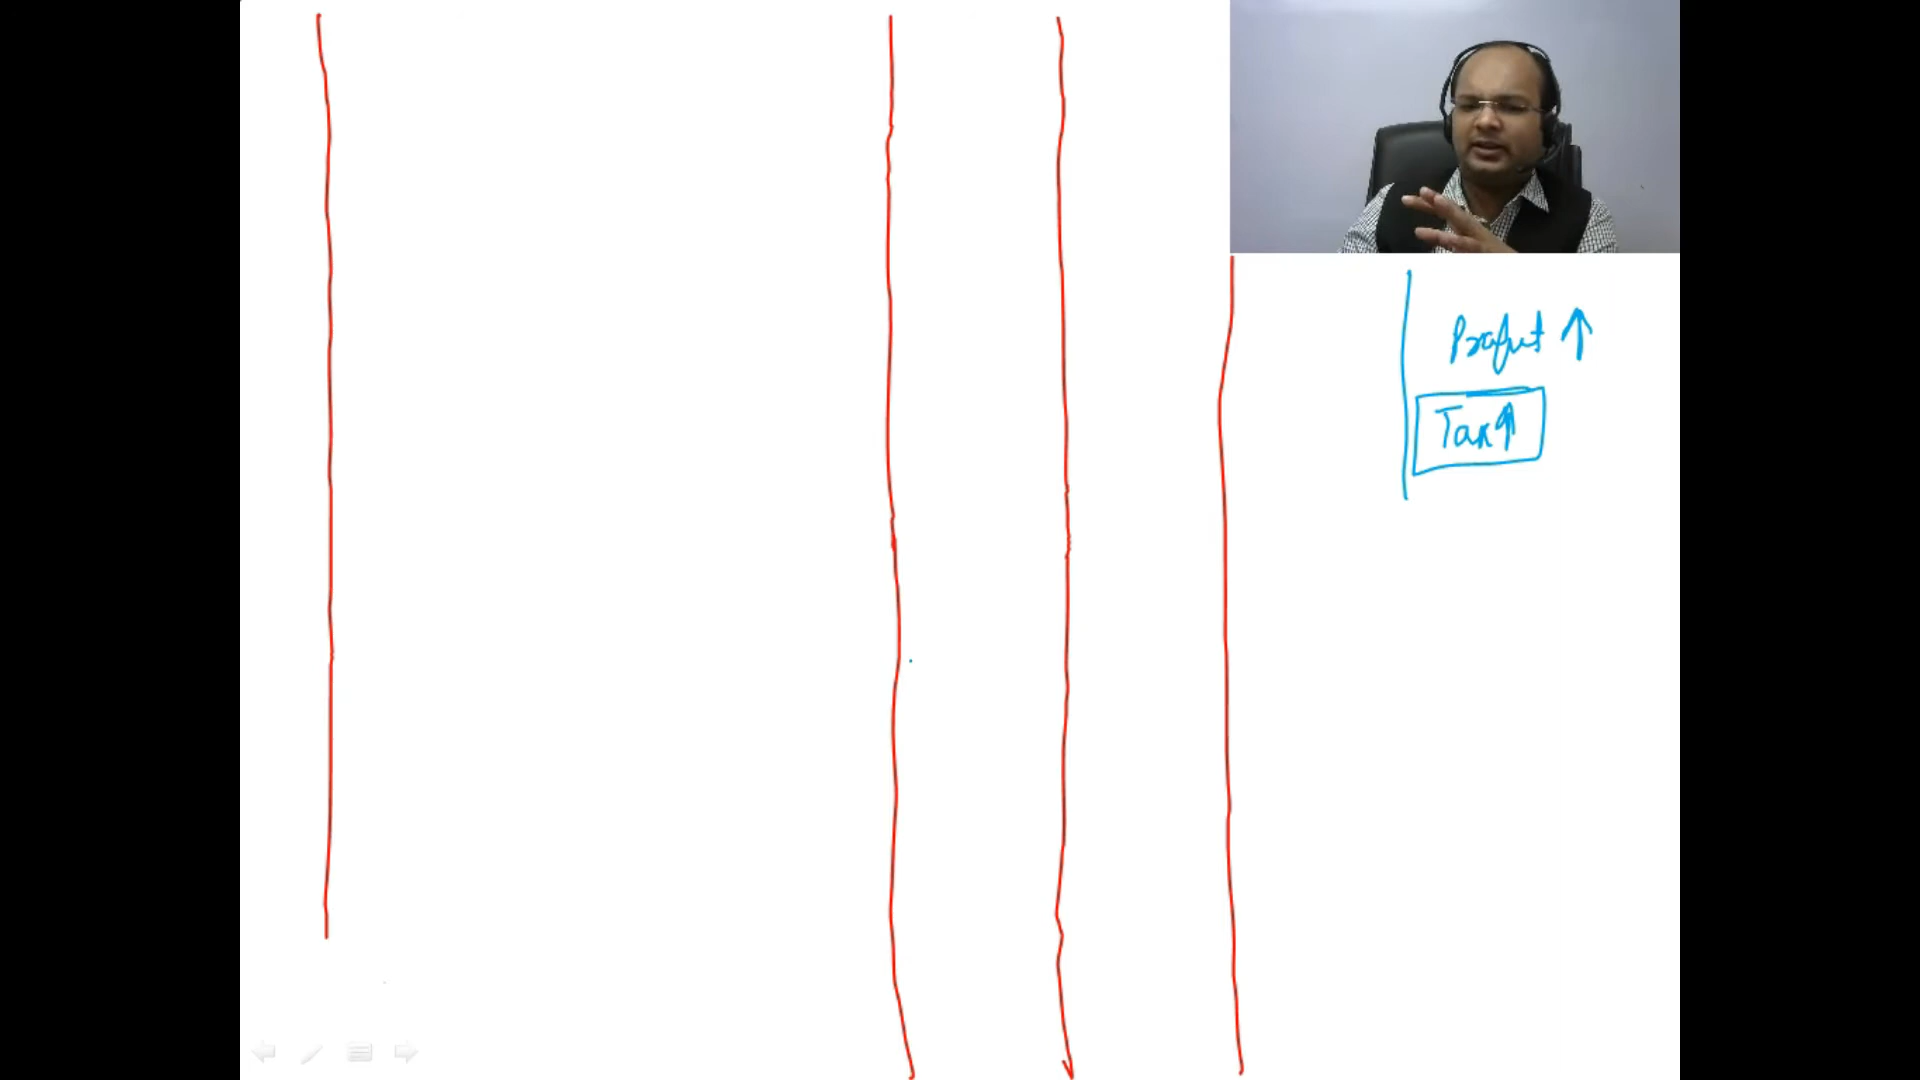 Profit ↑
Tax ↑